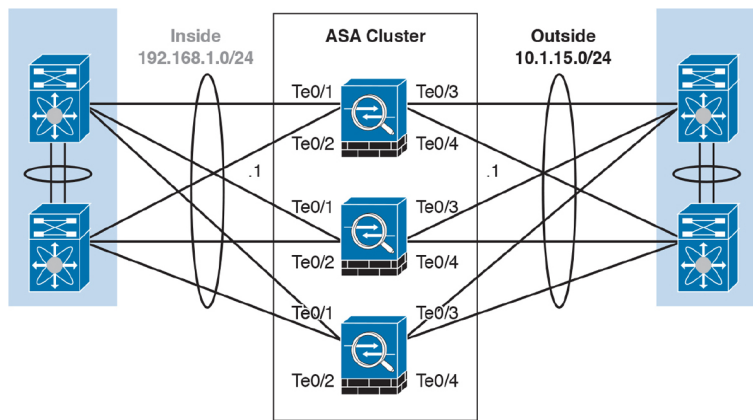 Inside
192.168.1.0/24
ASA Cluster
Outside
10.1.15.0/24
Te0/1
Te0/3
Te0/2
Te0/4
.1
.1
Te0/1
Te0/3
Te0/2
Te0/4
Te0/1
Te0/3
Te0/2
Te0/4